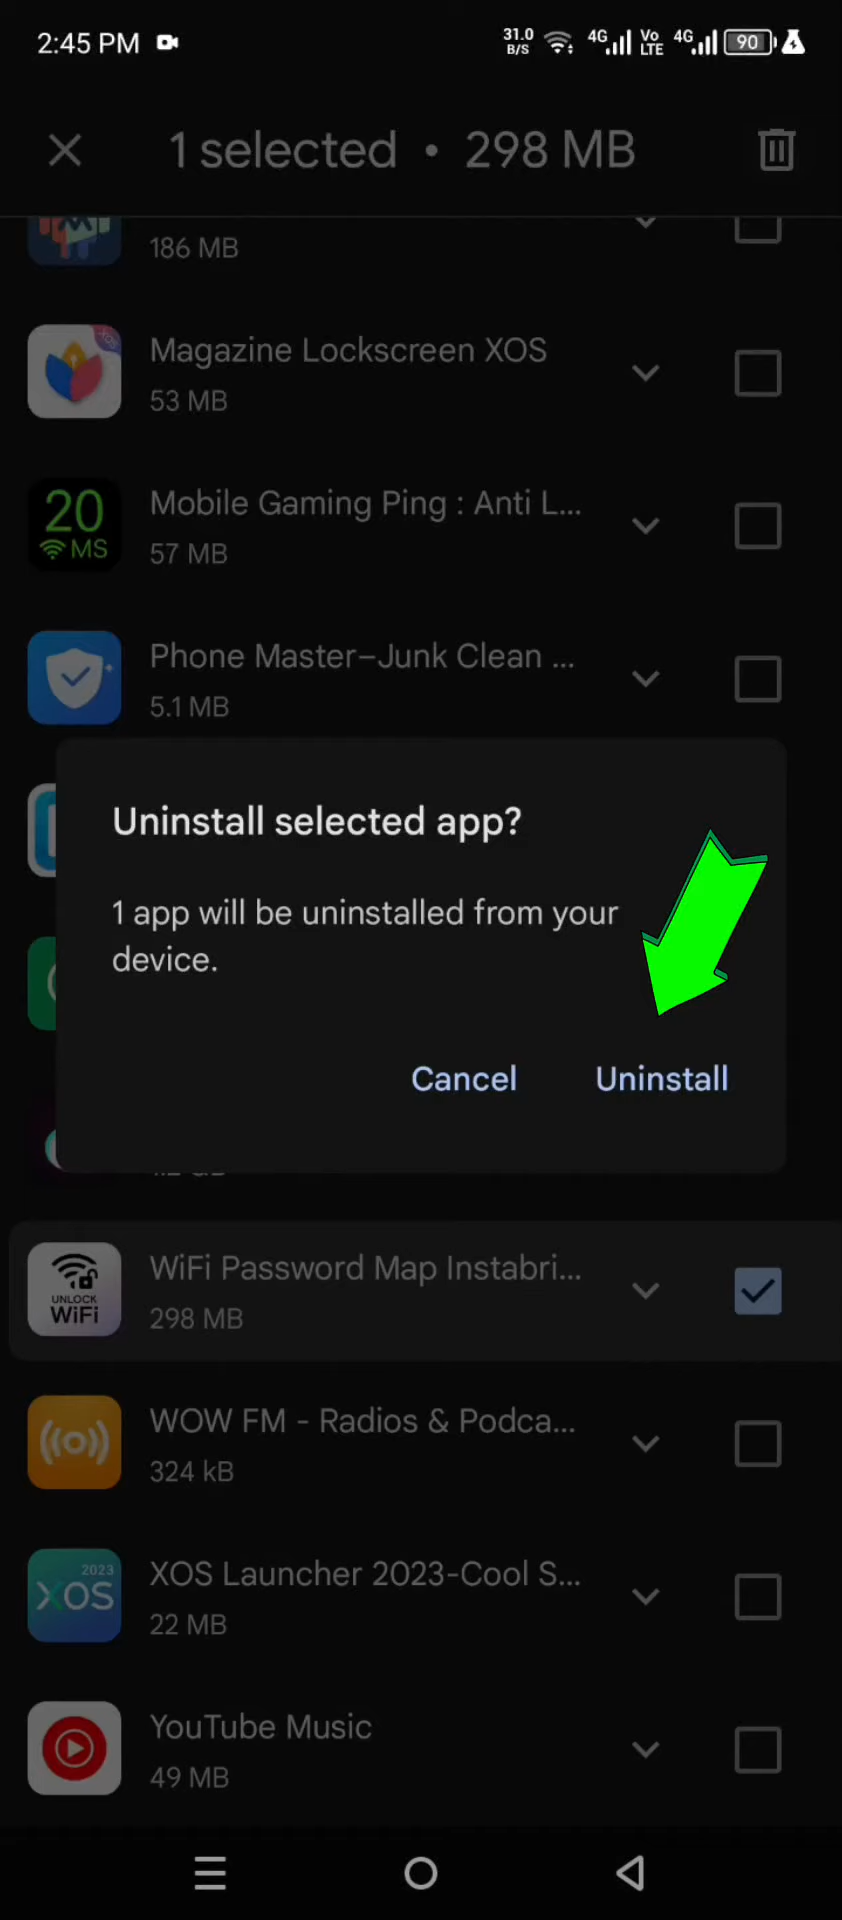 2:45 PM
31.0 B/S
4G
Vo LTE
4G
90
1 selected • 298 MB
186 MB
Magazine Lockscreen XOS
XOS
53 MB
20
MS
Mobile Gaming Ping : Anti L...
57 MB
Phone Master–Junk Clean ...
5.1 MB
Uninstall selected app?
1 app will be uninstalled from your
device.
Cancel
Uninstall
UNLOCK
WiFi
WiFi Password Map Instabri...
298 MB
WOW FM - Radios & Podca...
324 kB
2023
XOS
XOS Launcher 2023-Cool S...
22 MB
YouTube Music
49 MB